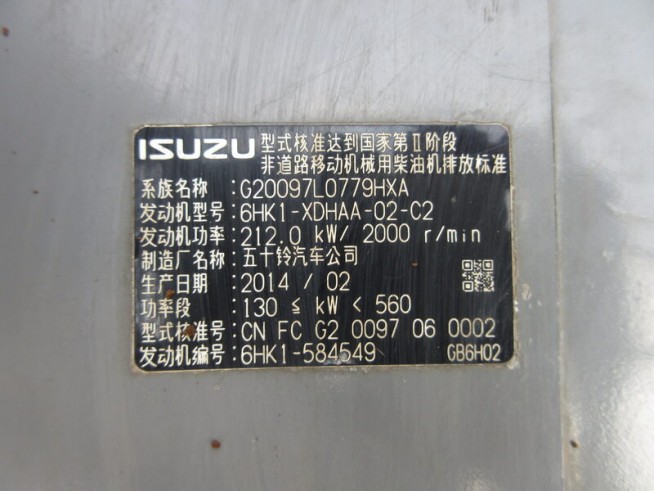 ISUZU 型式核准达到国家第Ⅱ阶段
非道路移动机械用柴油机排放标准
系族名称：G20097L0779HXA
发动机型号：6HK1-XDHAA-02-C2
发动机功率：212.0 kW/ 2000 r/min
制造厂名称：五十铃汽车公司
生产日期：2014 / 02
功率段：130 ≤ kW < 560
型式核准号：CN FC G2 0097 06 0002
发动机编号：6HK1-584549 GB6H02